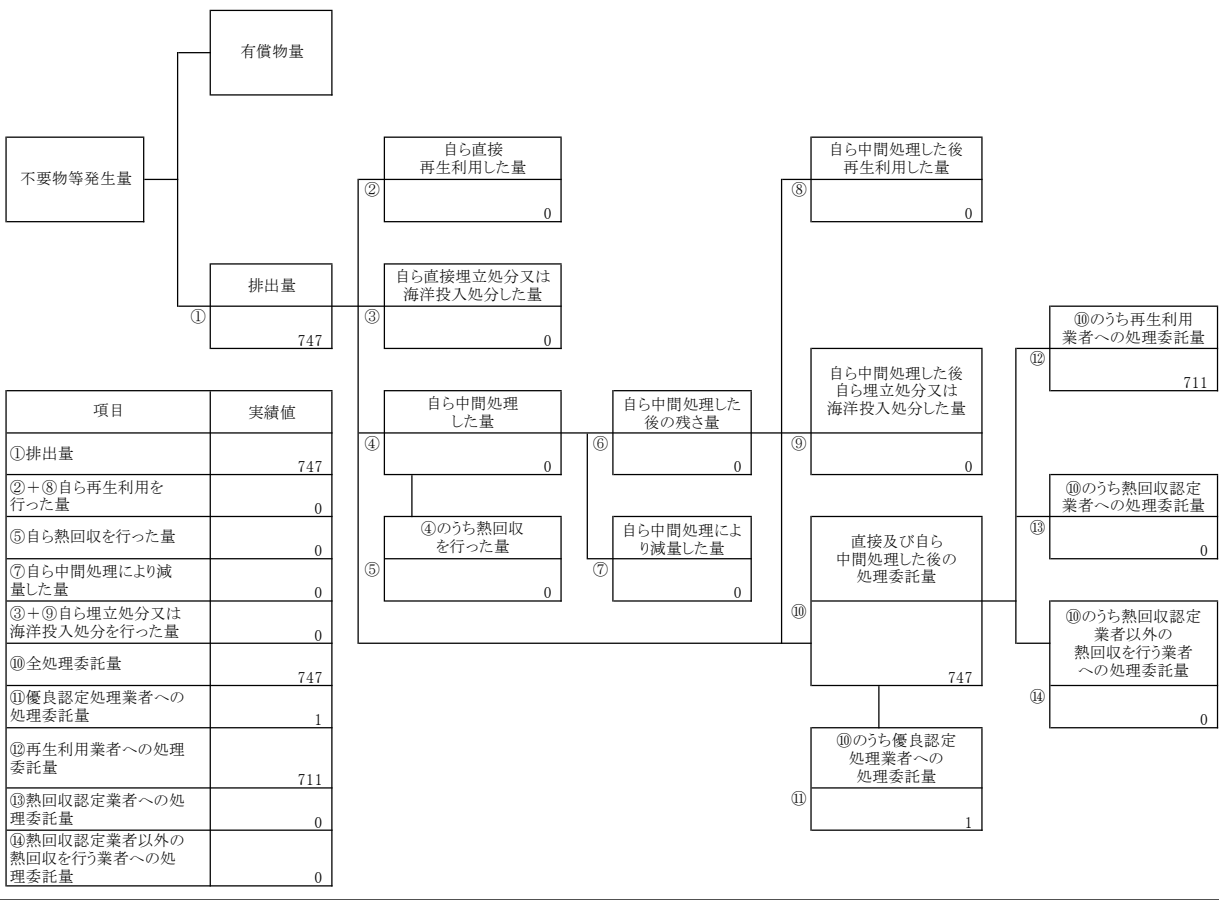 有償物量
不要物等発生量
自ら直接
再生利用した量
②
0
自ら中間処理した後
再生利用した量
⑧
0
排出量
①
747
自ら直接埋立処分又は
海洋投入処分した量
③
0
⑩のうち再生利用
業者への処理委託量
⑫
711
自ら中間処理した後
自ら埋立処分又は
海洋投入処分した量
⑨
0
自ら中間処理
した量
④
0
自ら中間処理した
後の残さ量
⑥
0
⑩のうち熱回収認定
業者への処理委託量
⑬
0
④のうち熱回収
を行った量
⑤
0
自ら中間処理によ
り減量した量
⑦
0
直接及び自ら
中間処理した後の
処理委託量
⑩
747
⑩のうち熱回収認定
業者以外の
熱回収を行う業者
への処理委託量
⑭
0
⑩のうち優良認定
処理業者への
処理委託量
⑪
1
項目 実績値
①排出量
747
②+⑧自ら再生利用を
行った量 0
⑤自ら熱回収を行った量
0
⑦自ら中間処理により減
量した量 0
③+⑨自ら埋立処分又は
海洋投入処分を行った量 0
⑩全処理委託量
747
⑪優良認定処理業者への
処理委託量 1
⑫再生利用業者への処理
委託量
711
⑬熱回収認定業者への処
理委託量 0
⑭熱回収認定業者以外の
熱回収を行う業者への処
理委託量 0